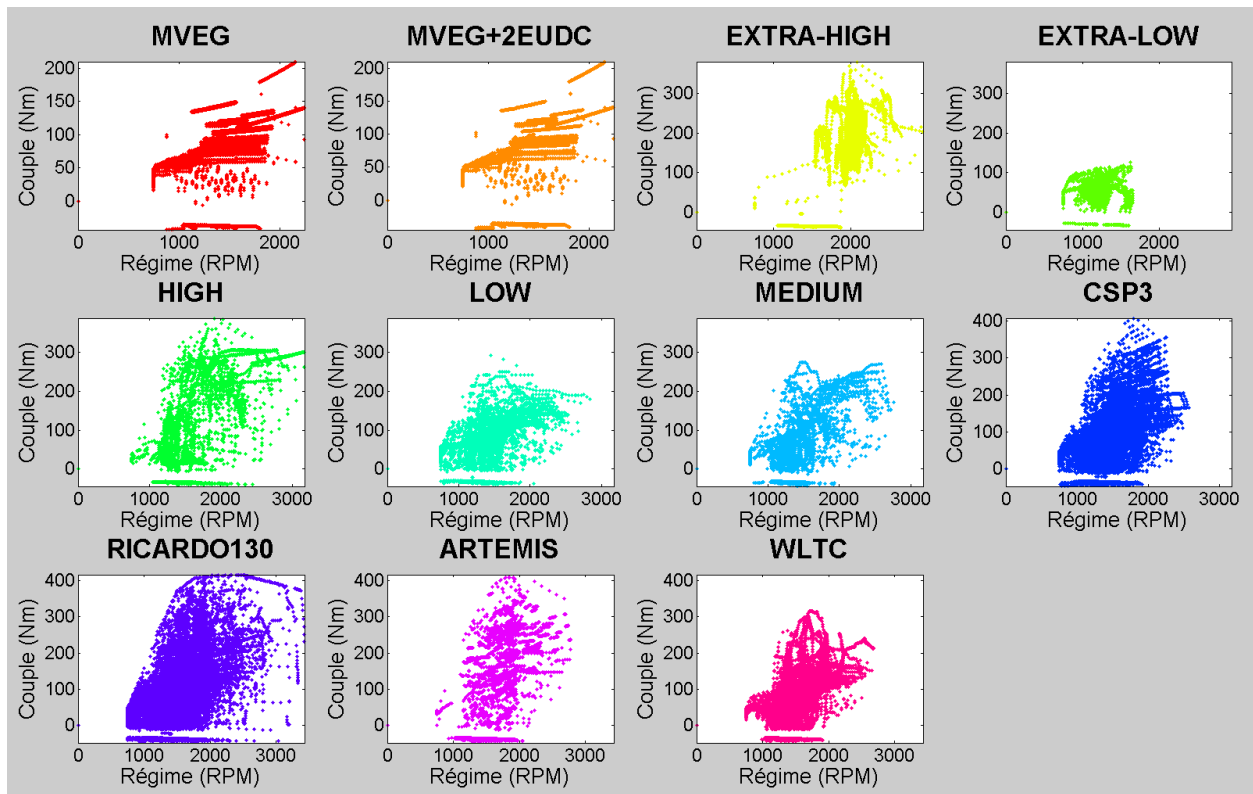 MVEG
MVEG+2EUDC
EXTRA-HIGH
EXTRA-LOW
Couple (Nm)
200
150
100
50
0
0 1000 2000
Régime (RPM)
Couple (Nm)
200
150
100
50
0
0 1000 2000
Régime (RPM)
Couple (Nm)
300
200
100
0
0 1000 2000
Régime (RPM)
Couple (Nm)
300
200
100
0
0 1000 2000
Régime (RPM)
HIGH
LOW
MEDIUM
CSP3
Couple (Nm)
300
200
100
0
0 1000 2000 3000
Régime (RPM)
Couple (Nm)
300
200
100
0
0 1000 2000 3000
Régime (RPM)
Couple (Nm)
300
200
100
0
0 1000 2000 3000
Régime (RPM)
Couple (Nm)
400
300
200
100
0
0 1000 2000 3000
Régime (RPM)
RICARDO130
ARTEMIS
WLTC
Couple (Nm)
400
300
200
100
0
0 1000 2000 3000
Régime (RPM)
Couple (Nm)
400
300
200
100
0
0 1000 2000 3000
Régime (RPM)
Couple (Nm)
400
300
200
100
0
0 1000 2000 3000
Régime (RPM)